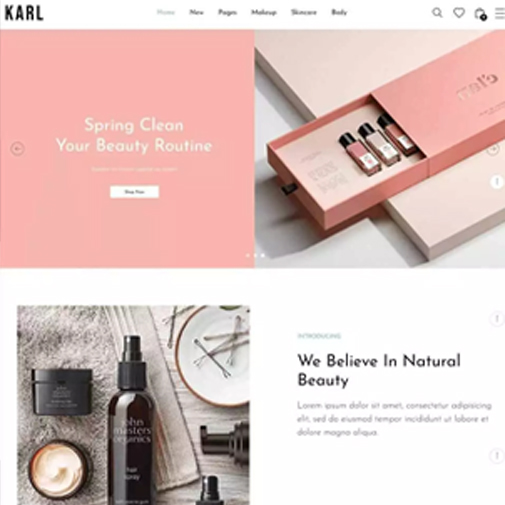 KARL
Home New Pages Makeup Skincare Body
Spring Clean
Your Beauty Routine
Shop Now
INTRODUCING
We Believe In Natural
Beauty
Lorem ipsum dolor sit amet, consectetur adipisicing
elit, sed do eiusmod tempor incididunt ut labore et
dolore magna aliqua.
john
masters
organics
hair
spray